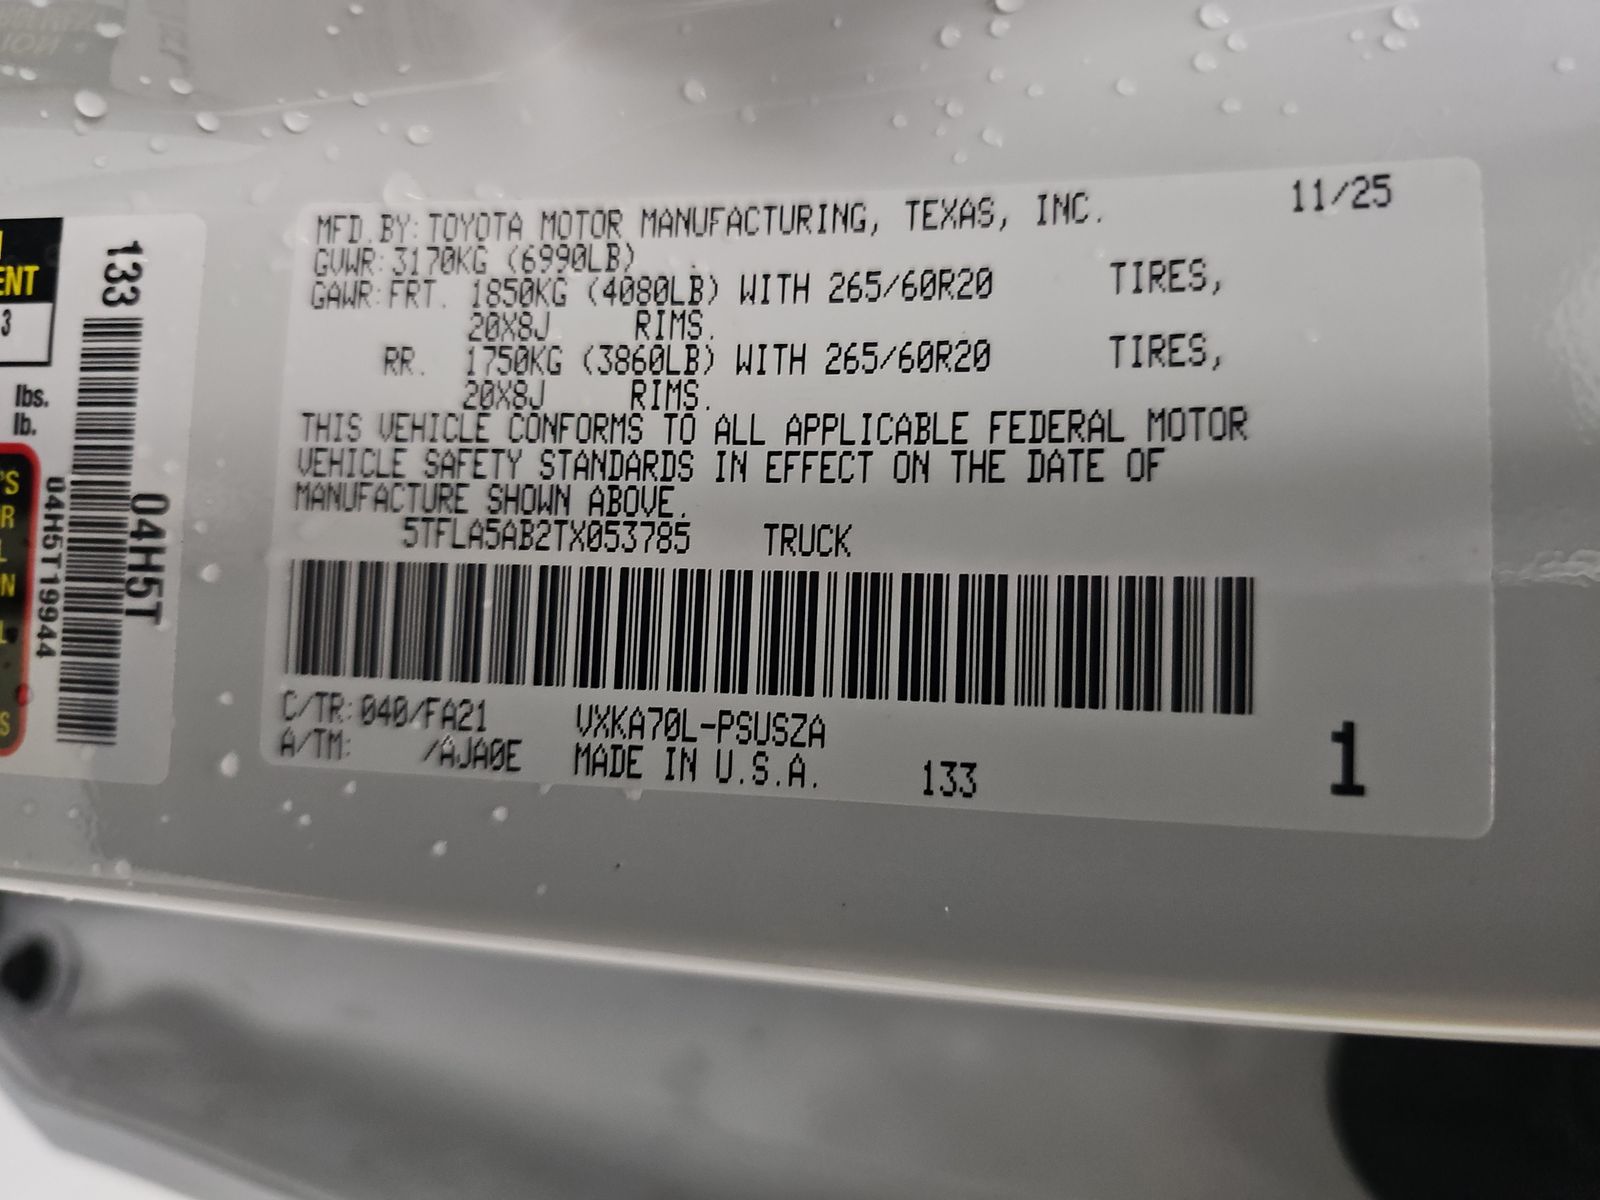 MFD.BY: TOYOTA MOTOR MANUFACTURING, TEXAS, INC. 11/25
GVWR: 3170KG (6990LB)
GAWR: FRT. 1850KG (4080LB) WITH 265/60R20 TIRES,
20X8J RIMS.
RR. 1750KG (3860LB) WITH 265/60R20 TIRES,
20X8J RIMS.
THIS VEHICLE CONFORMS TO ALL APPLICABLE FEDERAL MOTOR
VEHICLE SAFETY STANDARDS IN EFFECT ON THE DATE OF
MANUFACTURE SHOWN ABOVE.
5TFLA5AB2TX053785 TRUCK
C/TR: 040/FA21 VXKA70L-PSUSZA
A/TM: /AJA0E MADE IN U.S.A. 133 1
133
04H5T
04H5T19944
ENT
3
lbs.
lb.
'S
R
L
N
L
S